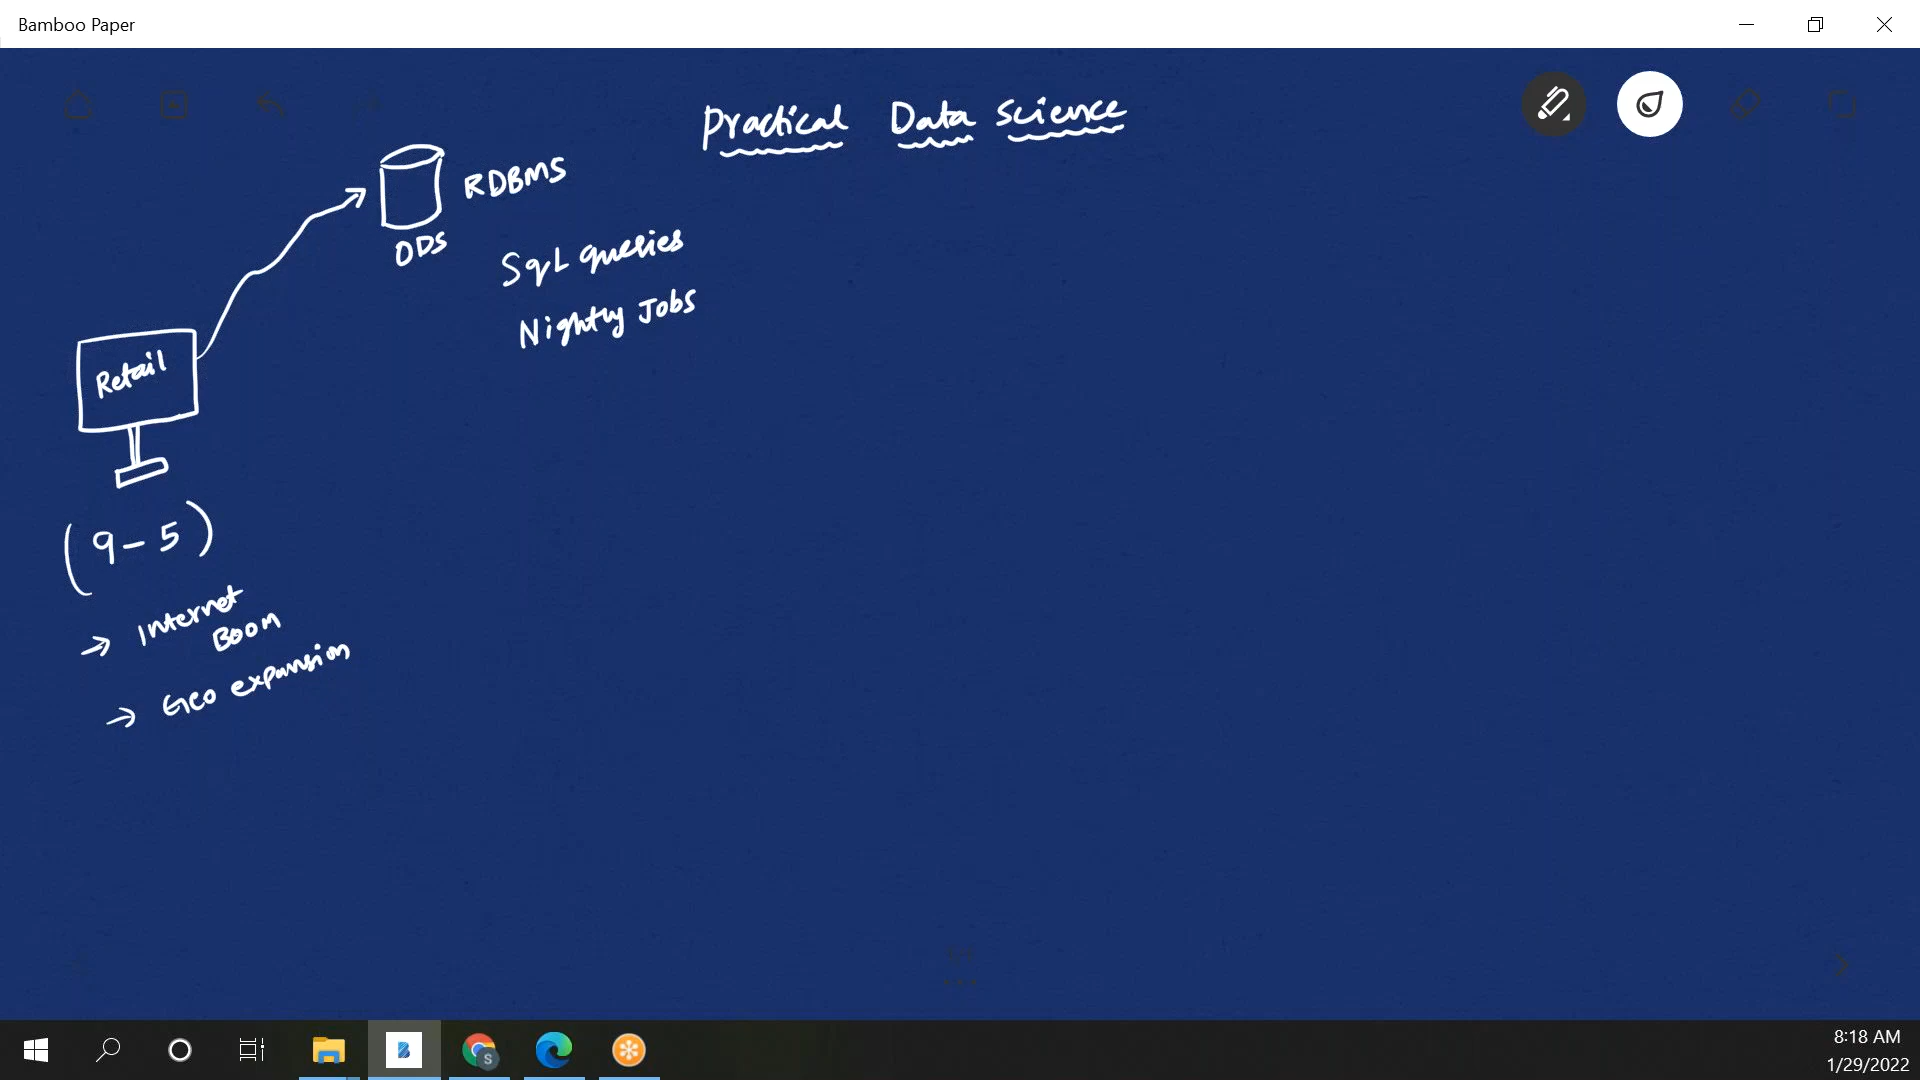 Bamboo Paper
Practical Data Science
RDBMS
ODS
SqL queries
Nightly Jobs
Retail
(9-5)
→ Internet
Boom
→ Geo expansion
8:18 AM
1/29/2022